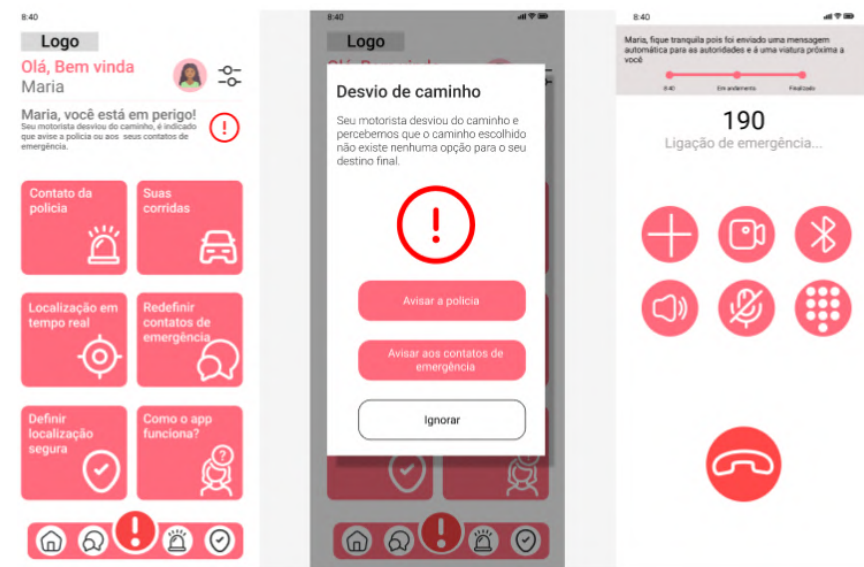 8:40
Logo
Olá, Bem vinda
Maria
Maria, você está em perigo!
Seu motorista desviou do caminho, é indicado
que avise a polícia ou aos seus contatos de
emergência.
Contato da
policia
Suas
corridas
Localização em
tempo real
Redefinir
contatos de
emergência
Definir
localização
segura
Como o app
funciona?
8:40
Logo
Desvio de caminho
Seu motorista desviou do caminho e
percebemos que o caminho escolhido
não existe nenhuma opção para o seu
destino final.
Avisar a policia
Avisar aos contatos de
emergência
Ignorar
8:40
Maria, fique tranquila pois foi enviado uma mensagem
automática para as autoridades e á uma viatura próxima a
você
8:40
Em andamento
Finalizado
190
Ligação de emergência...